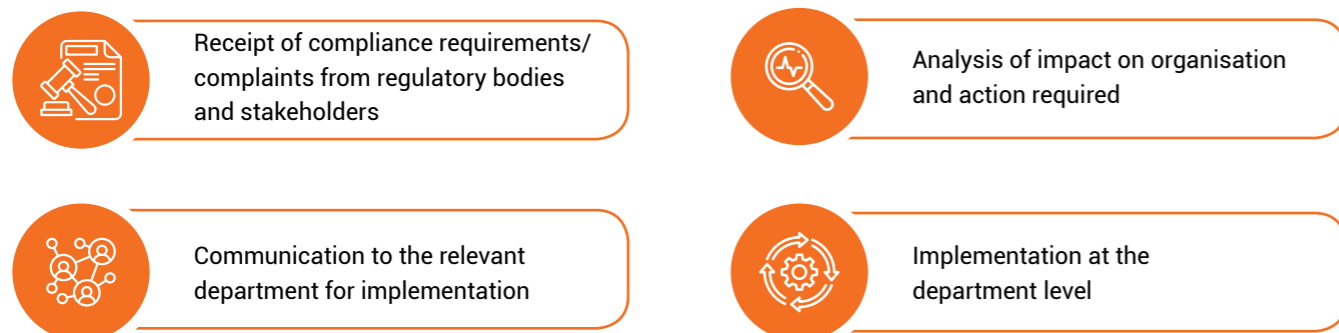 Receipt of compliance requirements/
complaints from regulatory bodies
and stakeholders
Analysis of impact on organisation
and action required
Communication to the relevant
department for implementation
Implementation at the
department level